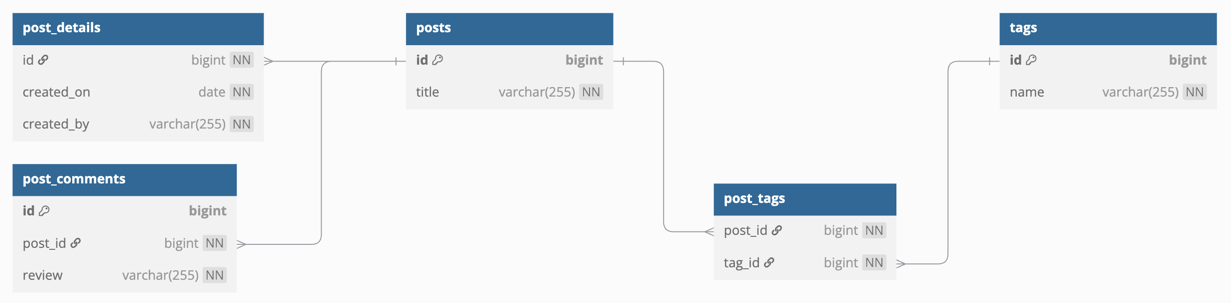 post_details
id bigint NN
created_on date NN
created_by varchar(255) NN
posts
id bigint
title varchar(255) NN
tags
id bigint
name varchar(255) NN
post_comments
id bigint
post_id bigint NN
review varchar(255) NN
post_tags
post_id bigint NN
tag_id bigint NN